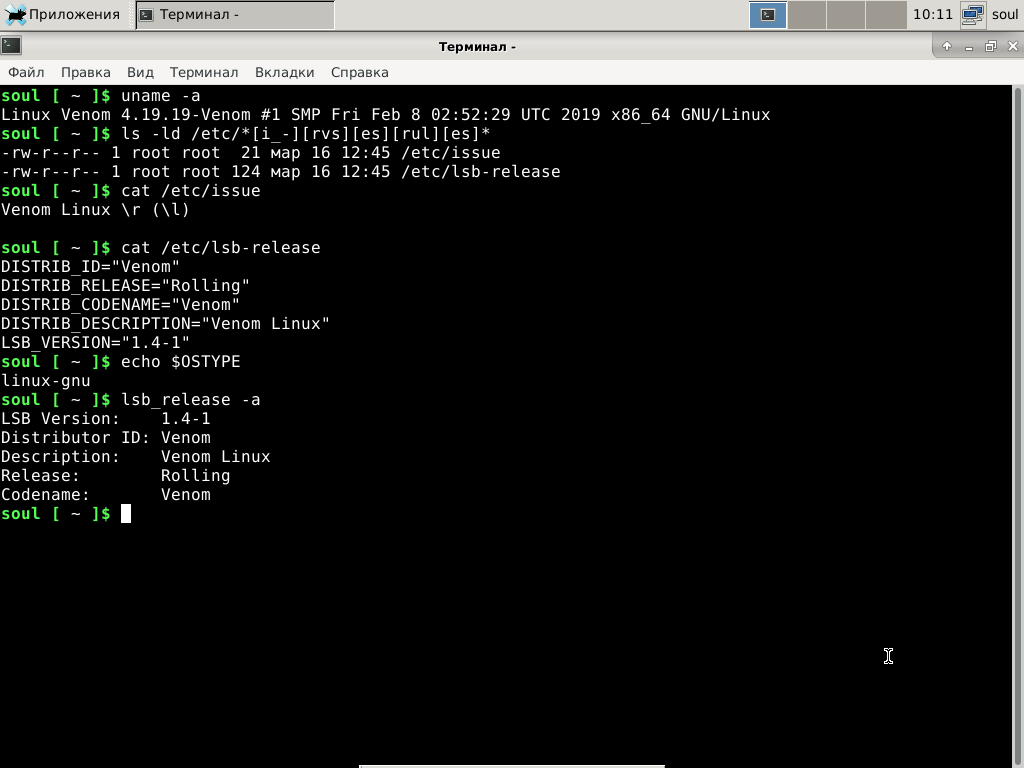 Приложения
Терминал -
10:11
soul
Терминал -
Файл Правка Вид Терминал Вкладки Справка
soul [ ~ ]$ uname -a
Linux Venom 4.19.19-Venom #1 SMP Fri Feb 8 02:52:29 UTC 2019 x86_64 GNU/Linux
soul [ ~ ]$ ls -ld /etc/*[i_-][rvs][es][rul][es]*
-rw-r--r-- 1 root root  21 мар 16 12:45 /etc/issue
-rw-r--r-- 1 root root 124 мар 16 12:45 /etc/lsb-release
soul [ ~ ]$ cat /etc/issue
Venom Linux \r (\l)
soul [ ~ ]$ cat /etc/lsb-release
DISTRIB_ID="Venom"
DISTRIB_RELEASE="Rolling"
DISTRIB_CODENAME="Venom"
DISTRIB_DESCRIPTION="Venom Linux"
LSB_VERSION="1.4-1"
soul [ ~ ]$ echo $OSTYPE
linux-gnu
soul [ ~ ]$ lsb_release -a
LSB Version:    1.4-1
Distributor ID: Venom
Description:    Venom Linux
Release:        Rolling
Codename:       Venom
soul [ ~ ]$